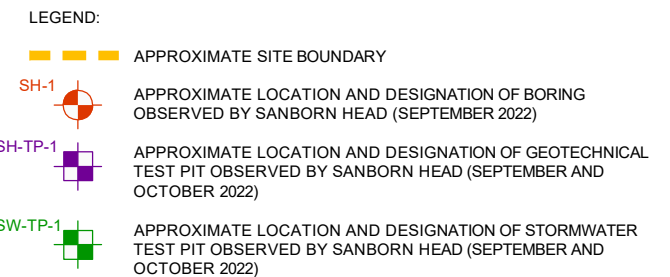 LEGEND:
APPROXIMATE SITE BOUNDARY
SH-1
APPROXIMATE LOCATION AND DESIGNATION OF BORING
OBSERVED BY SANBORN HEAD (SEPTEMBER 2022)
SH-TP-1
APPROXIMATE LOCATION AND DESIGNATION OF GEOTECHNICAL
TEST PIT OBSERVED BY SANBORN HEAD (SEPTEMBER AND
OCTOBER 2022)
SW-TP-1
APPROXIMATE LOCATION AND DESIGNATION OF STORMWATER
TEST PIT OBSERVED BY SANBORN HEAD (SEPTEMBER AND
OCTOBER 2022)